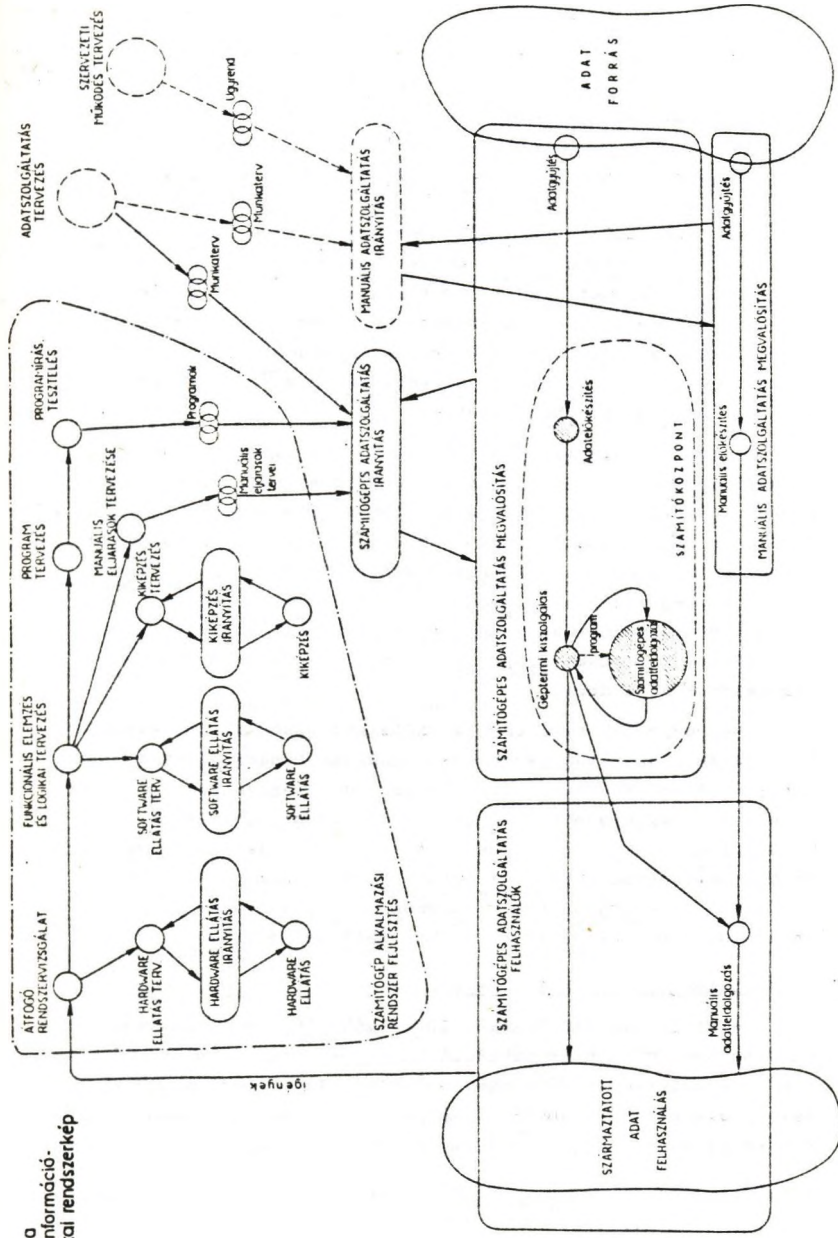 a
nformáció-
tai rendszerkép
ÁTFOGÓ
RENDSZERVIZSGÁLAT
FUNKCIONÁLIS ELEMZÉS
ÉS LOGIKAI TERVEZÉS
PROGRAM
TERVEZÉS
PROGRAMÍRÁS,
TESZTELÉS
ADATSZOLGÁLTATÁS
TERVEZÉS
SZERVEZETI
MŰKÖDÉS TERVEZÉS
HARDWARE
ELLÁTÁS TERV.
HARDWARE ELLÁTÁS
IRÁNYÍTÁS
HARDWARE
ELLÁTÁS
SOFTWARE
ELLÁTÁS TERV.
SOFTWARE ELLÁTÁS
IRÁNYÍTÁS
SOFTWARE
ELLÁTÁS
KIKÉPZÉS
TERVEZÉS
KIKÉPZÉS
IRÁNYÍTÁS
KIKÉPZÉS
MANUÁLIS
ELJÁRÁSOK TERVEZÉSE
Manuális
eljárások
tervei
Programok
Munkaterv
Munkaterv
Ügyrend
SZÁMÍTÓGÉP ALKALMAZÁSI
RENDSZER FEJLESZTÉS
igények
SZÁMÍTÓGÉPES ADATSZOLGÁLTATÁS
IRÁNYÍTÁS
MANUÁLIS ADATSZOLGÁLTATÁS
IRÁNYÍTÁS
SZÁMÍTÓGÉPES ADATSZOLGÁLTATÁS
FELHASZNÁLÓK
SZÁMÍTÓGÉPES ADATSZOLGÁLTATÁS MEGVALÓSÍTÁS
Géptermi kiszolgálás
program
Számítógépes
adatfeldolgozás
Adatelőkészítés
Adatgyűjtés
SZÁMÍTÓKÖZPONT
ADAT
FORRÁS
SZÁRMAZTATOTT
ADAT
FELHASZNÁLÁS
Manuális
adatfeldolgozás
Manuális előkészítés
Adatgyűjtés
MANUÁLIS ADATSZOLGÁLTATÁS MEGVALÓSÍTÁS